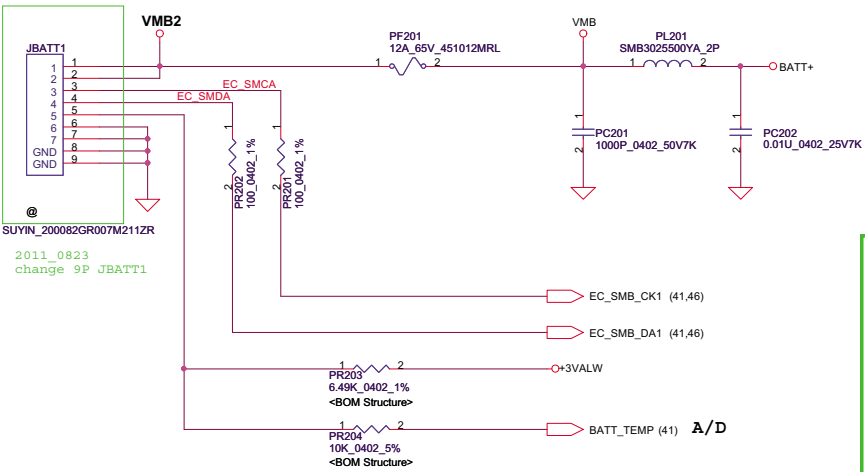 VMB2
JBATT1
1 1
2 2
3 3
4 4
5 5
6 6
7 7
GND 8
GND 9
@
SUYIN_200082GR007M211ZR
2011_0823
change 9P JBATT1
EC_SMCA
EC_SMDA
PF201
12A_65V_451012MRL
1 2
VMB
PL201
SMB3025500YA_2P
1 2
BATT+
1
2
PC201
1000P_0402_50V7K
1
2
PC202
0.01U_0402_25V7K
1
2
PR202
100_0402_1%
1
2
PR201
100_0402_1%
EC_SMB_CK1 (41,46)
EC_SMB_DA1 (41,46)
1 2
PR203
6.49K_0402_1%
<BOM Structure>
+3VALW
1 2
PR204
10K_0402_5%
<BOM Structure>
BATT_TEMP (41) A/D